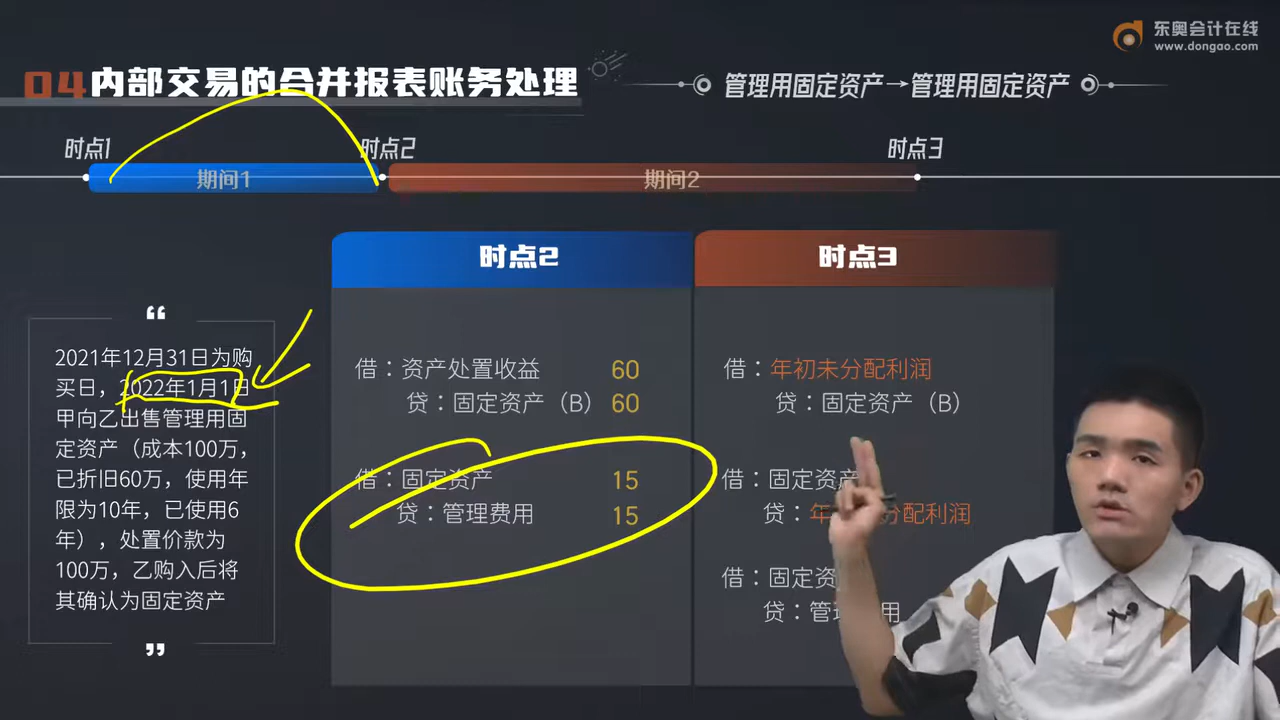 东奥会计在线
www.dongao.com
04 内部交易的合并报表账务处理
管理用固定资产→管理用固定资产
时点1
时点2
时点3
期间1
期间2
“
2021年12月31日为购
买日，2022年1月1日
甲向乙出售管理用固
定资产（成本100万，
已折旧60万，使用年
限为10年，已使用6
年），处置价款为
100万，乙购入后将
其确认为固定资产
”
时点2
借：资产处置收益 60
贷：固定资产（B） 60
借：固定资产 15
贷：管理费用 15
时点3
借：年初未分配利润
贷：固定资产（B）
借：固定资产
贷：年 分配利润
借：固定资
贷：管 用